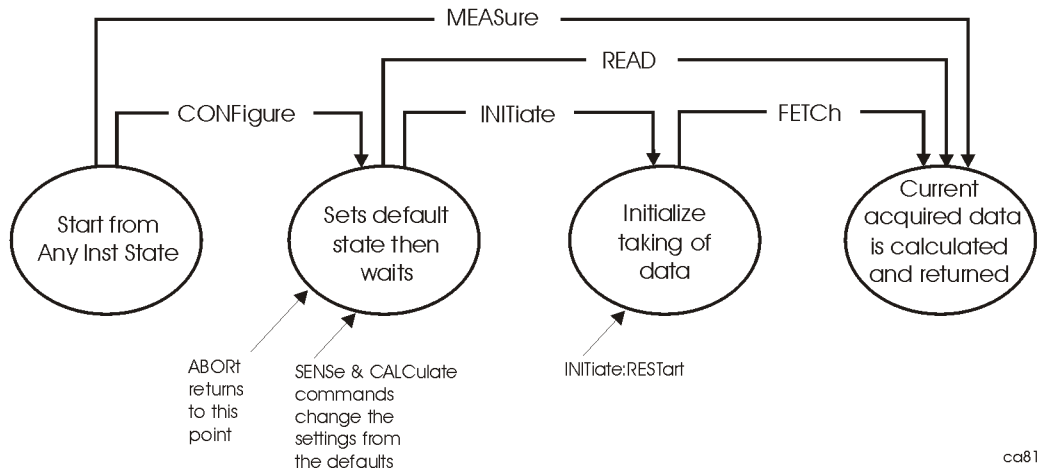 MEASure
READ
CONFigure
INITiate
FETCh
Start from
Any Inst State
Sets default
state then
waits
Initialize
taking of
data
Current
acquired data
is calculated
and returned
ABORt
returns
to this
point
SENSe & CALCulate
commands
change the
settings from
the defaults
INITiate:RESTart
ca81